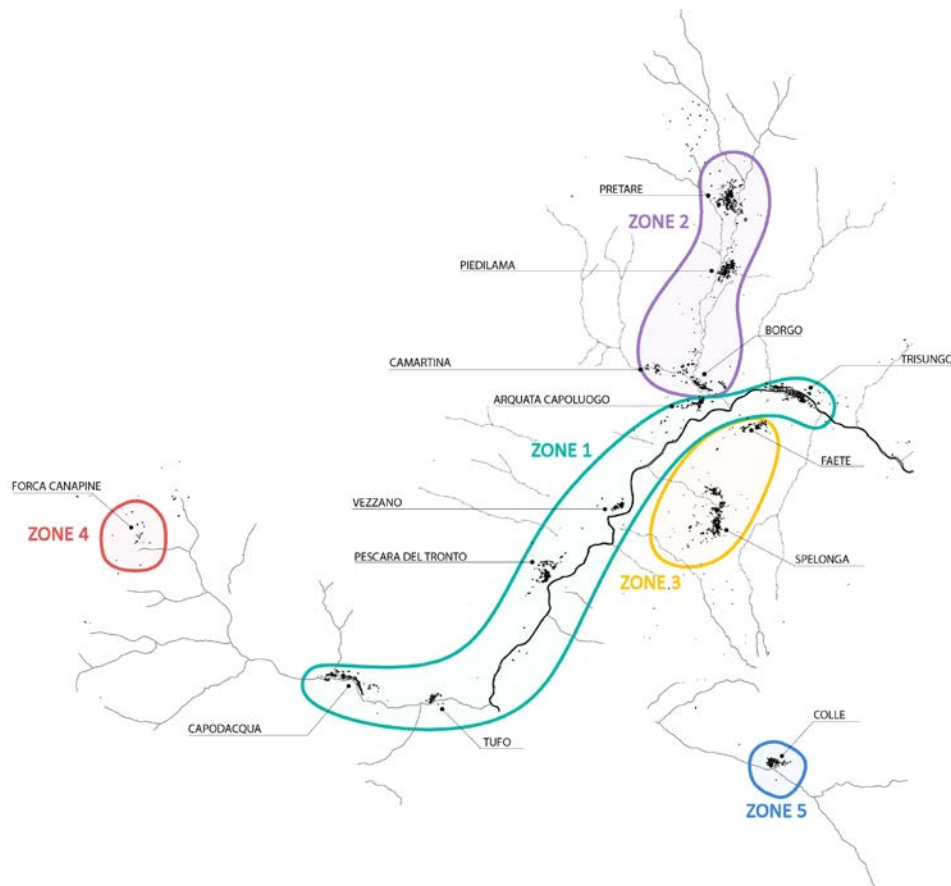 PRETARE
ZONE 2
PIEDILAMA
BORGO
CAMARTINA
TRISUNGO
ARQUATA CAPOLUOGO
ZONE 1
FAETE
FORCA CANAPINE
VEZZANO
ZONE 4
PESCARA DEL TRONTO
SPELONGA
ZONE 3
COLLE
CAPODACQUA
TUFO
ZONE 5